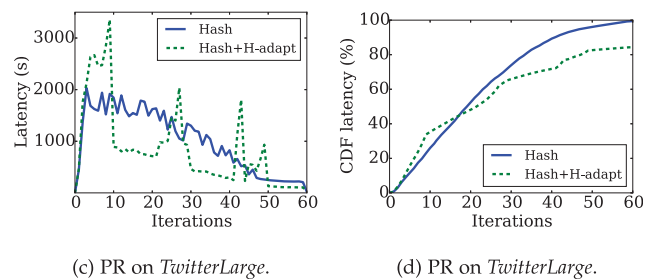 3000
2000
1000
Latency (s)
Hash
Hash+H-adapt
0 10 20 30 40 50 60
Iterations
(c) PR on TwitterLarge.
100
80
60
40
20
0
CDF latency (%)
Hash
Hash+H-adapt
0 10 20 30 40 50 60
Iterations
(d) PR on TwitterLarge.